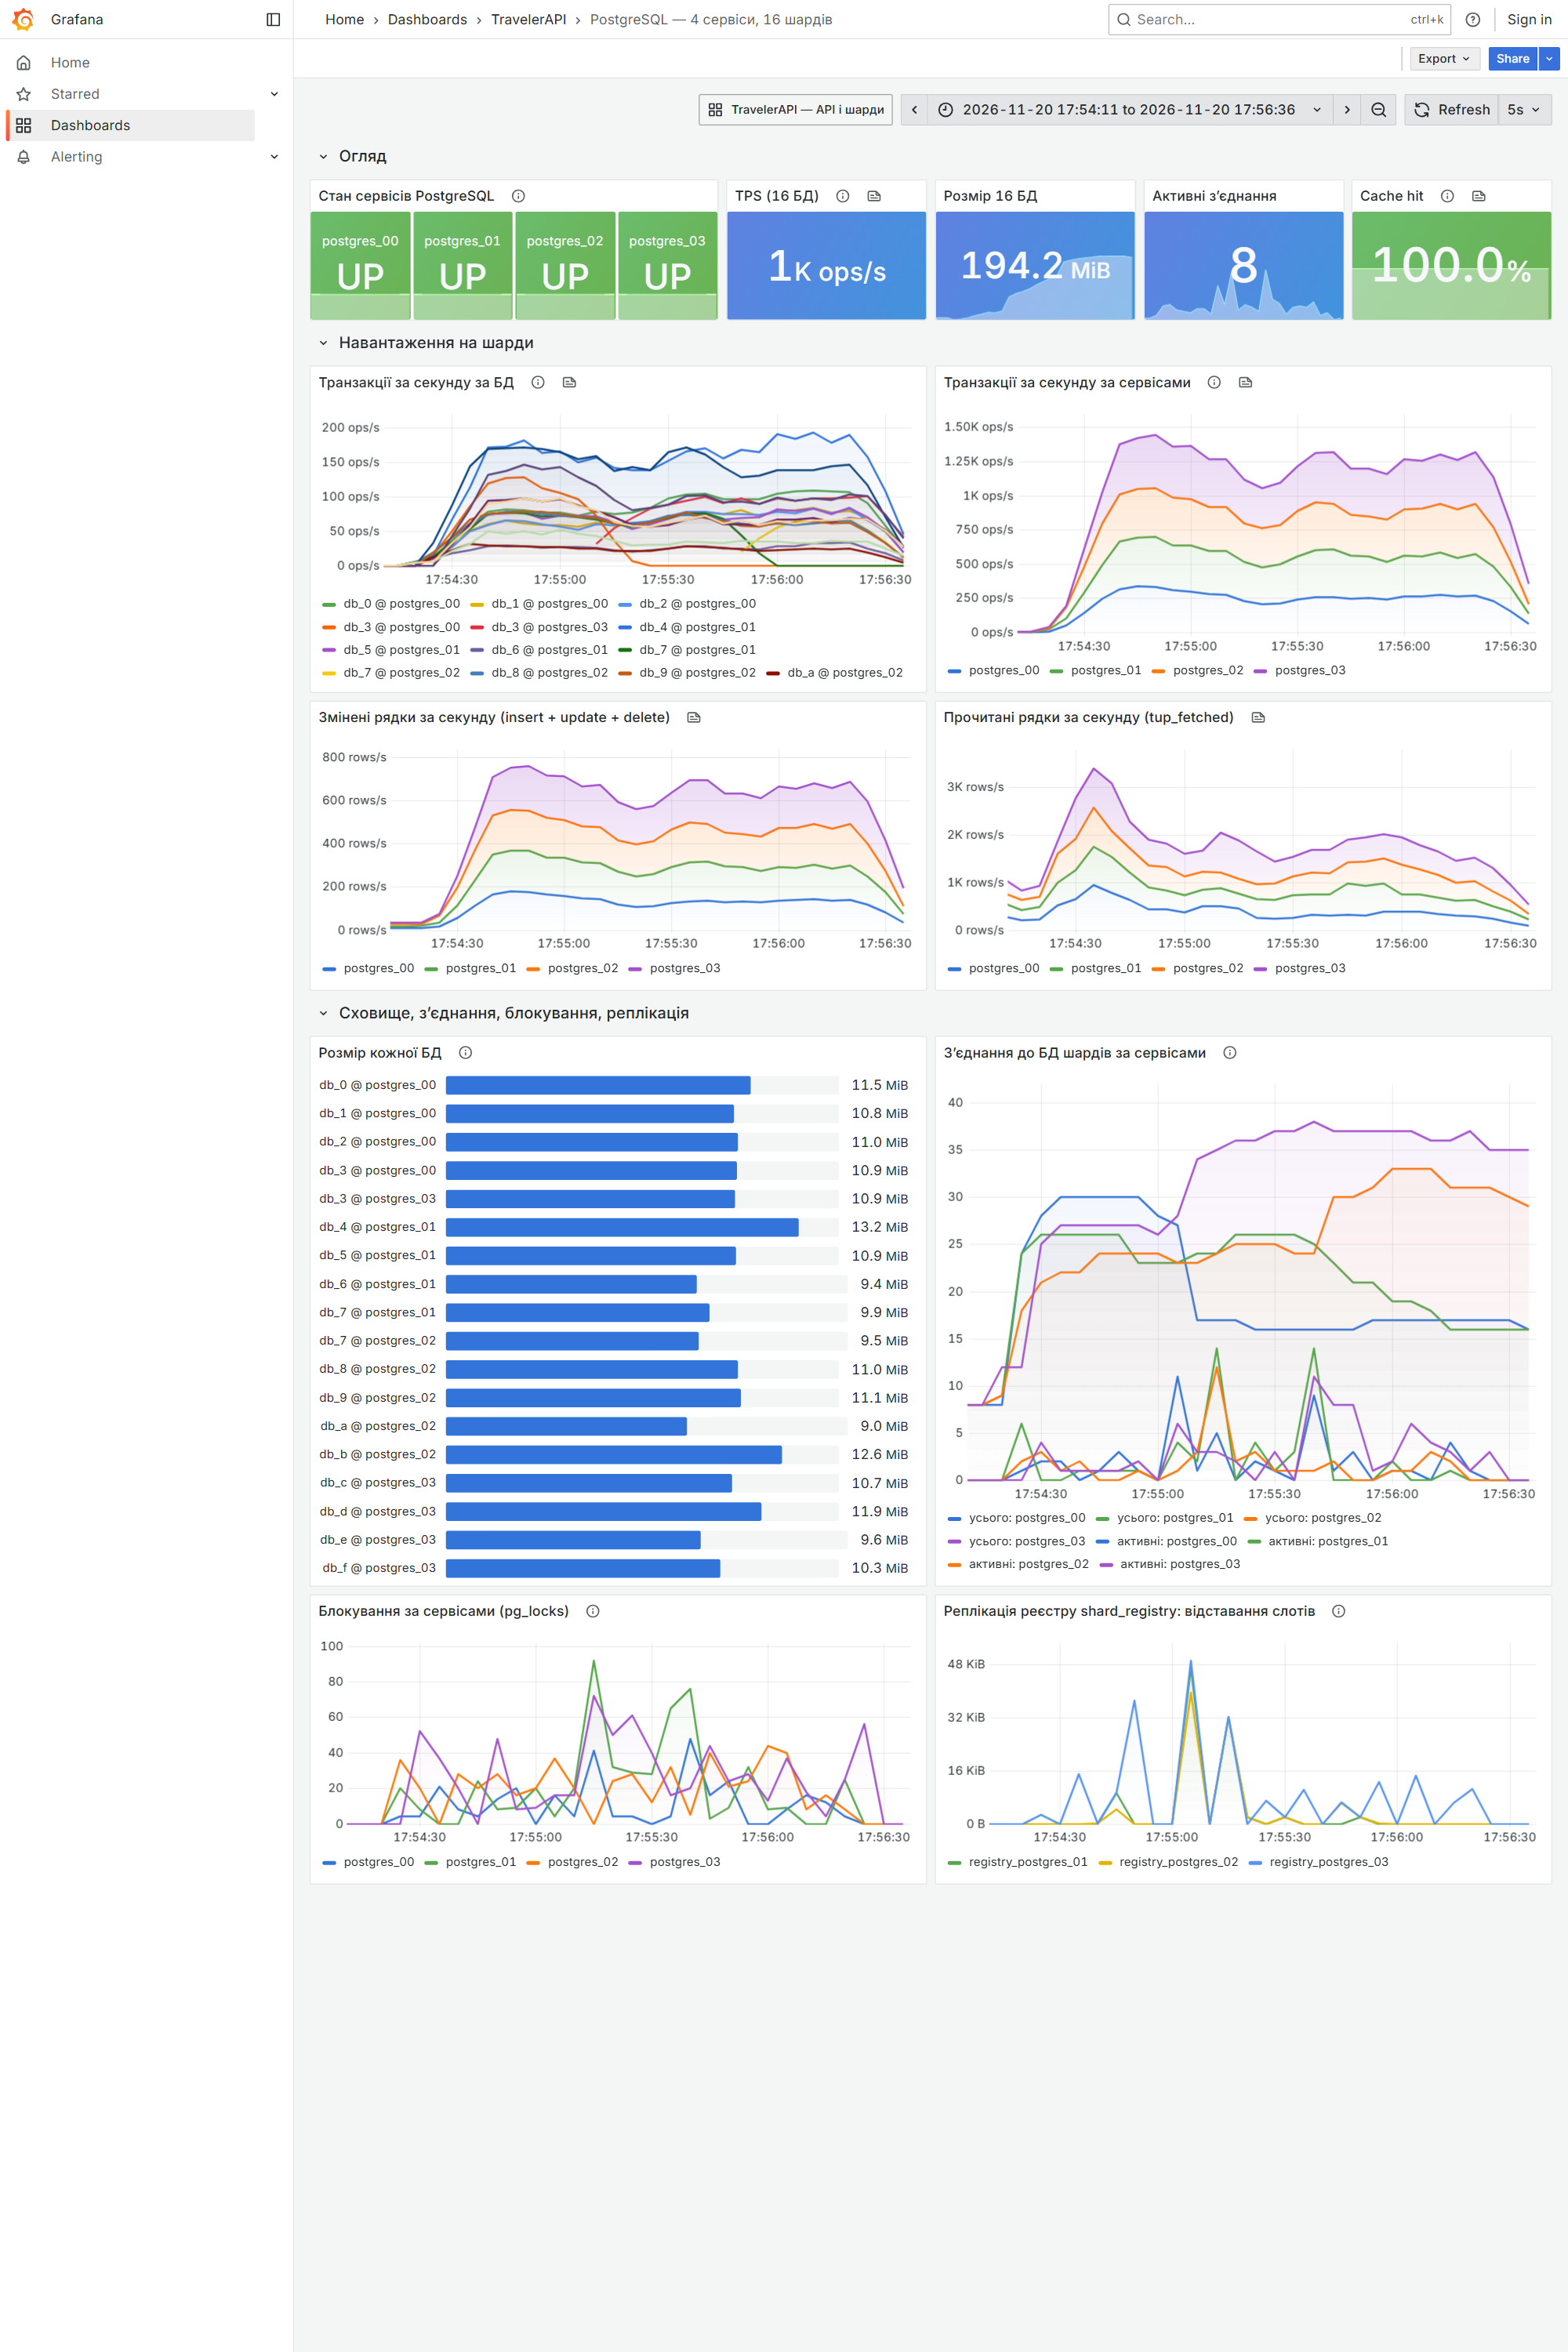 Grafana
Home › Dashboards › TravelerAPI › PostgreSQL — 4 сервіси, 16 шардів
Search...
ctrl+k
Sign in
Home
Starred
Dashboards
Alerting
Export
Share
TravelerAPI — API і шарди
2026-11-20 17:54:11 to 2026-11-20 17:56:36
Refresh
5s
Огляд
Стан сервісів PostgreSQL
postgres_00
UP
postgres_01
UP
postgres_02
UP
postgres_03
UP
TPS (16 БД)
1K ops/s
Розмір 16 БД
194.2 MiB
Активні з’єднання
8
Cache hit
100.0%
Навантаження на шарди
Транзакції за секунду за БД
200 ops/s
150 ops/s
100 ops/s
50 ops/s
0 ops/s
17:54:30 17:55:00 17:55:30 17:56:00 17:56:30
db_0 @ postgres_00 db_1 @ postgres_00 db_2 @ postgres_00
db_3 @ postgres_00 db_3 @ postgres_03 db_4 @ postgres_01
db_5 @ postgres_01 db_6 @ postgres_01 db_7 @ postgres_01
db_7 @ postgres_02 db_8 @ postgres_02 db_9 @ postgres_02 db_a @ postgres_02
Транзакції за секунду за сервісами
1.50K ops/s
1.25K ops/s
1K ops/s
750 ops/s
500 ops/s
250 ops/s
0 ops/s
17:54:30 17:55:00 17:55:30 17:56:00 17:56:30
postgres_00 postgres_01 postgres_02 postgres_03
Змінені рядки за секунду (insert + update + delete)
800 rows/s
600 rows/s
400 rows/s
200 rows/s
0 rows/s
17:54:30 17:55:00 17:55:30 17:56:00 17:56:30
postgres_00 postgres_01 postgres_02 postgres_03
Прочитані рядки за секунду (tup_fetched)
3K rows/s
2K rows/s
1K rows/s
0 rows/s
17:54:30 17:55:00 17:55:30 17:56:00 17:56:30
postgres_00 postgres_01 postgres_02 postgres_03
Сховище, з’єднання, блокування, реплікація
Розмір кожної БД
db_0 @ postgres_00 11.5 MiB
db_1 @ postgres_00 10.8 MiB
db_2 @ postgres_00 11.0 MiB
db_3 @ postgres_00 10.9 MiB
db_3 @ postgres_03 10.9 MiB
db_4 @ postgres_01 13.2 MiB
db_5 @ postgres_01 10.9 MiB
db_6 @ postgres_01 9.4 MiB
db_7 @ postgres_01 9.9 MiB
db_7 @ postgres_02 9.5 MiB
db_8 @ postgres_02 11.0 MiB
db_9 @ postgres_02 11.1 MiB
db_a @ postgres_02 9.0 MiB
db_b @ postgres_02 12.6 MiB
db_c @ postgres_03 10.7 MiB
db_d @ postgres_03 11.9 MiB
db_e @ postgres_03 9.6 MiB
db_f @ postgres_03 10.3 MiB
З’єднання до БД шардів за сервісами
40
35
30
25
20
15
10
5
0
17:54:30 17:55:00 17:55:30 17:56:00 17:56:30
усього: postgres_00 усього: postgres_01 усього: postgres_02
усього: postgres_03 активні: postgres_00 активні: postgres_01
активні: postgres_02 активні: postgres_03
Блокування за сервісами (pg_locks)
100
80
60
40
20
0
17:54:30 17:55:00 17:55:30 17:56:00 17:56:30
postgres_00 postgres_01 postgres_02 postgres_03
Реплікація реєстру shard_registry: відставання слотів
48 KiB
32 KiB
16 KiB
0 B
17:54:30 17:55:00 17:55:30 17:56:00 17:56:30
registry_postgres_01 registry_postgres_02 registry_postgres_03